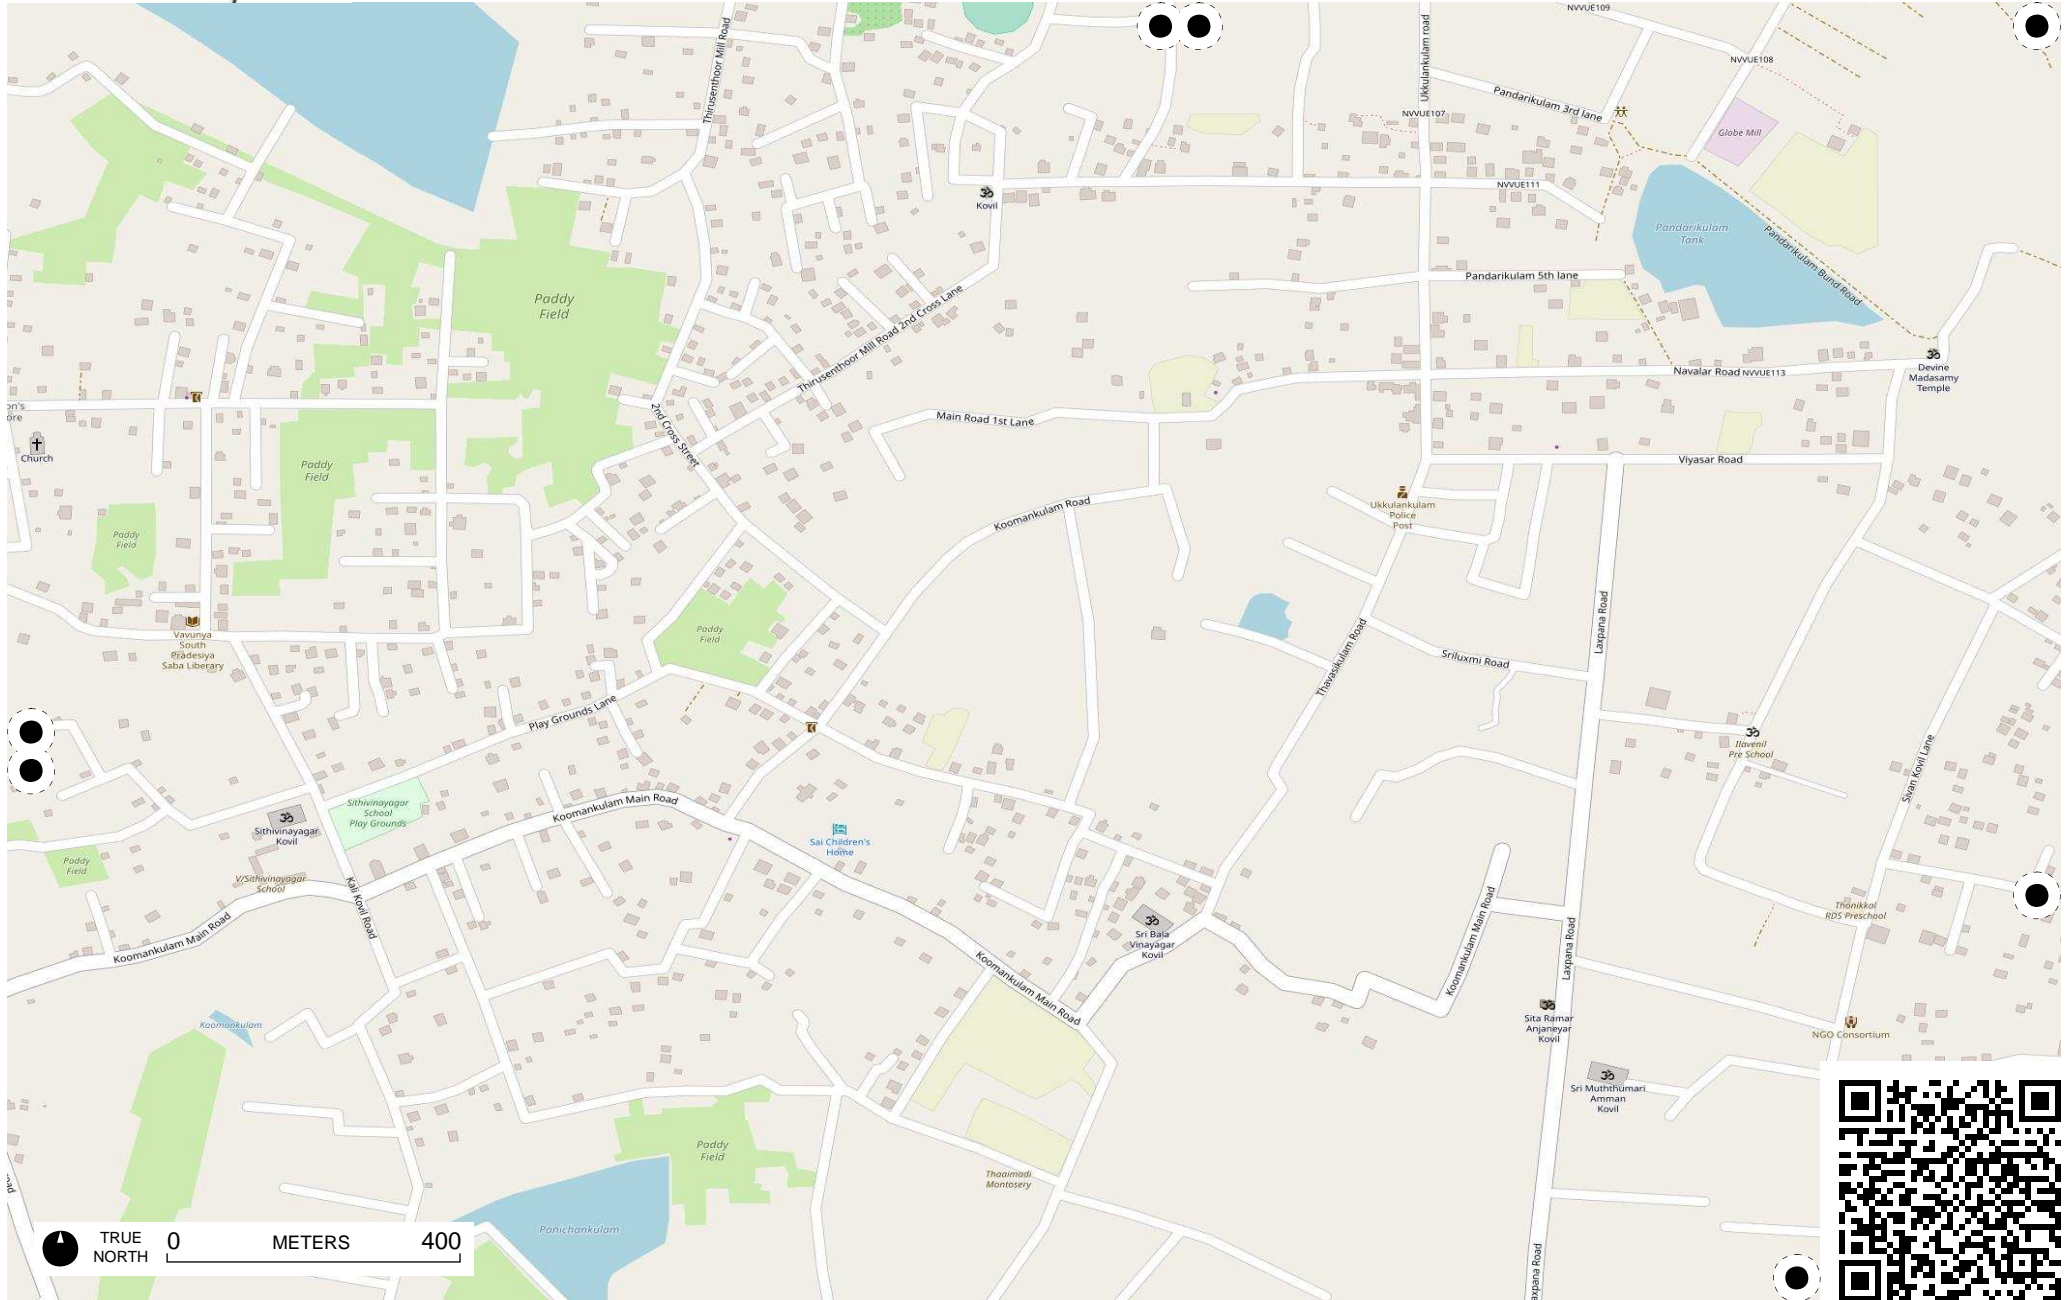 NVVUE109
Thirusenthoor Mill Road
Ukkulankulam road
NVVUE108
Pandarikulam 3rd lane
NVVUE107
Globe Mill
NVVUE111
Kovil
Pandarikulam
Tank
Pandarikulam Bund Road
Pandarikulam 5th lane
Paddy
Field
Thirusenthoor Mill Road 2nd Cross Lane
Navalar Road
NVVUE113
Devine
Madasamy
Temple
on's
ore
2nd Cross Street
Main Road 1st Lane
Church
Paddy
Field
Viyasar Road
Ukkulankulam
Police
Post
Koomankulam Road
Paddy
Field
Laxpana Road
Vavunya
South
Pradesiya
Saba Liberary
Paddy
Field
Thavasikulam Road
Sriluxmi Road
Play Grounds Lane
Ilavenil
Pre School
Sivan Kovil Lane
Sithivinayagar
School
Play Grounds
Koomankulam Main Road
Sithivinayagar
Kovil
Sai Children's
Home
Paddy
Field
V/Sithivinayagar
School
Kali Kovil Road
Koomankulam Main Road
Koomankulam Main Road
Thonikkal
RDS Preschool
Sri Bala
Vinayagar
Kovil
Laxpana Road
Koomankulam Main Road
Koomankulam
Sita Ramar
Anjaneyar
Kovil
NGO Consortium
Sri Muththumari
Amman
Kovil
Paddy
Field
Thaaimadi
Montosery
oad
Panichankulam
TRUE
NORTH
0 METERS 400
axpana Road